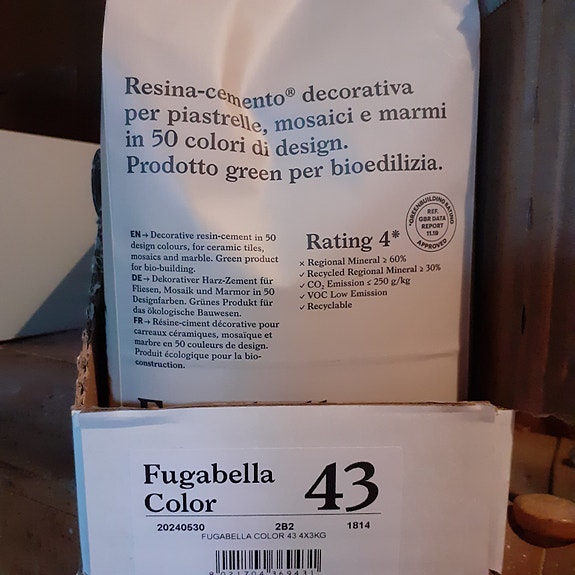 Resina-cemento® decorativa
per piastrelle, mosaici e marmi
in 50 colori di design.
Prodotto green per bioedilizia.
EN→ Decorative resin-cement in 50
design colours, for ceramic tiles,
mosaics and marble. Green product
for bio-building.
DE→ Dekorativer Harz-Zement für
Fliesen, Mosaik und Marmor in 50
Designfarben. Grünes Produkt für
das ökologische Bauwesen.
FR→ Résine-ciment décorative pour
carreaux céramiques, mosaïque et
marbre en 50 couleurs de design.
Produit écologique pour la bio-
construction.
*GREENBUILDING RATING
REF.
GBR DATA
REPORT
11.19
APPROVED
Rating 4*
× Regional Mineral ≥ 60%
✓ Recycled Regional Mineral ≥ 30%
✓ CO₂ Emission ≤ 250 g/kg
✓ VOC Low Emission
✓ Recyclable
Fugabella
Color
43
20240530 2B2 1814
FUGABELLA COLOR 43 4X3KG
8 021704 369431